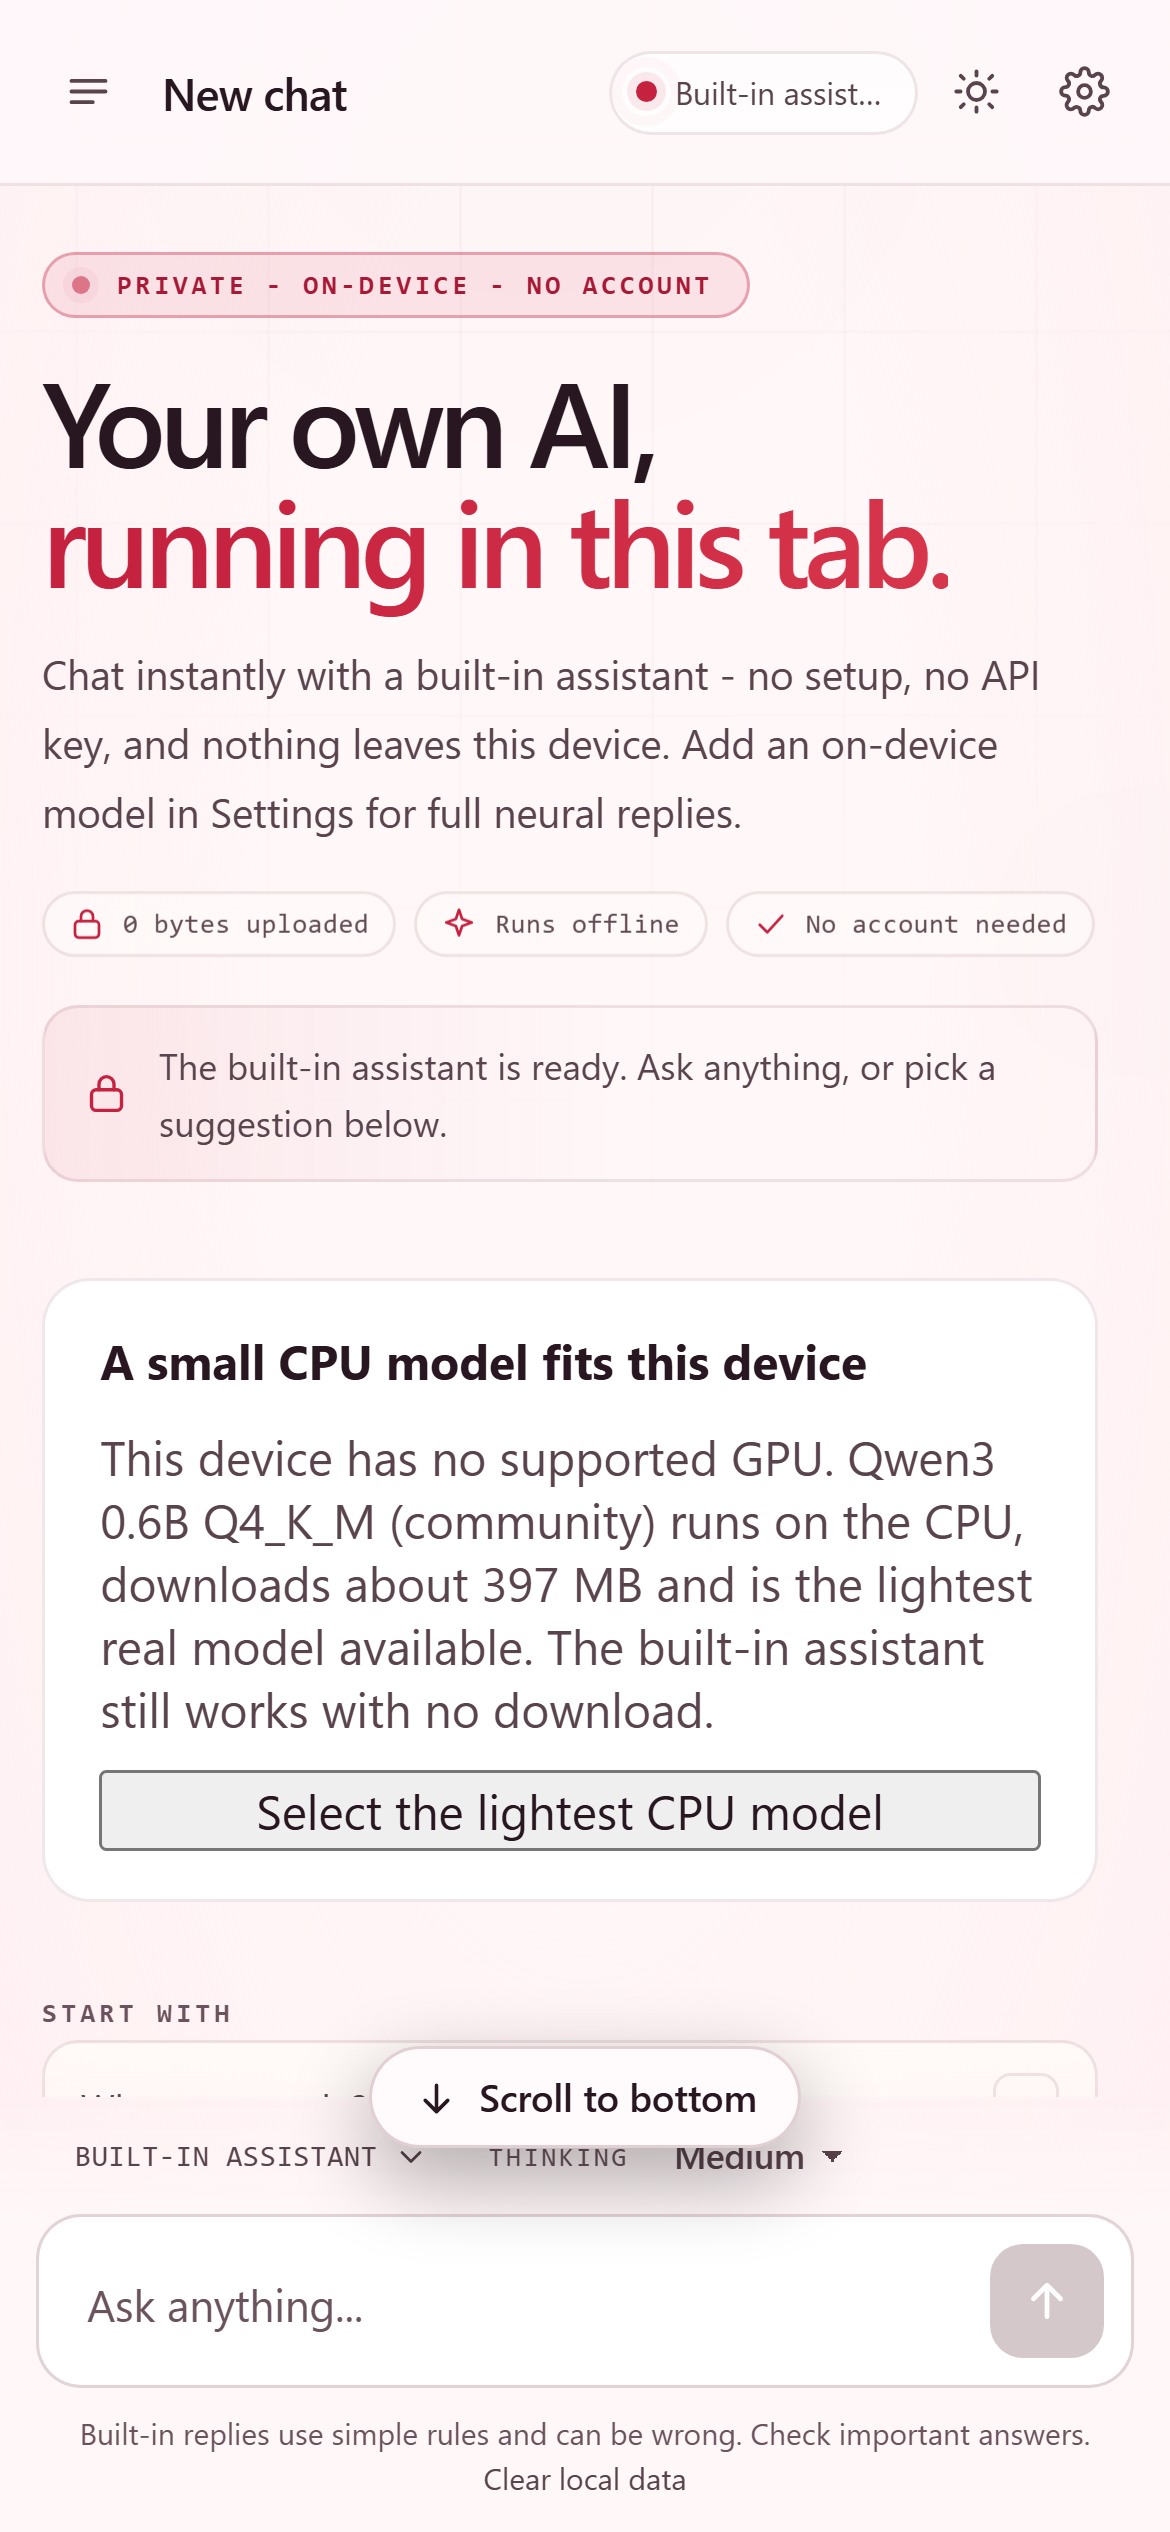 New chat
Built-in assist...
PRIVATE - ON-DEVICE - NO ACCOUNT
Your own AI,
running in this tab.
Chat instantly with a built-in assistant - no setup, no API
key, and nothing leaves this device. Add an on-device
model in Settings for full neural replies.
0 bytes uploaded
Runs offline
No account needed
The built-in assistant is ready. Ask anything, or pick a
suggestion below.
A small CPU model fits this device
This device has no supported GPU. Qwen3
0.6B Q4_K_M (community) runs on the CPU,
downloads about 397 MB and is the lightest
real model available. The built-in assistant
still works with no download.
Select the lightest CPU model
START WITH
Scroll to bottom
BUILT-IN ASSISTANT
THINKING
Medium
Ask anything...
Built-in replies use simple rules and can be wrong. Check important answers.
Clear local data